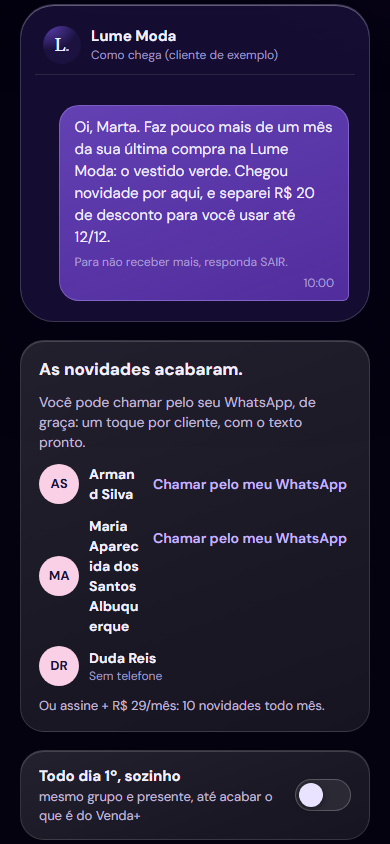 L.
Lume Moda
Como chega (cliente de exemplo)
Oi, Marta. Faz pouco mais de um mês
da sua última compra na Lume
Moda: o vestido verde. Chegou
novidade por aqui, e separei R$ 20
de desconto para você usar até
12/12.
Para não receber mais, responda SAIR.
10:00
As novidades acabaram.
Você pode chamar pelo seu WhatsApp, de
graça: um toque por cliente, com o texto
pronto.
AS
Arman
d Silva
Chamar pelo meu WhatsApp
MA
Maria
Aparec
ida dos
Santos
Albuqu
erque
Chamar pelo meu WhatsApp
DR
Duda Reis
Sem telefone
Ou assine + R$ 29/mês: 10 novidades todo mês.
Todo dia 1º, sozinho
mesmo grupo e presente, até acabar o
que é do Venda+